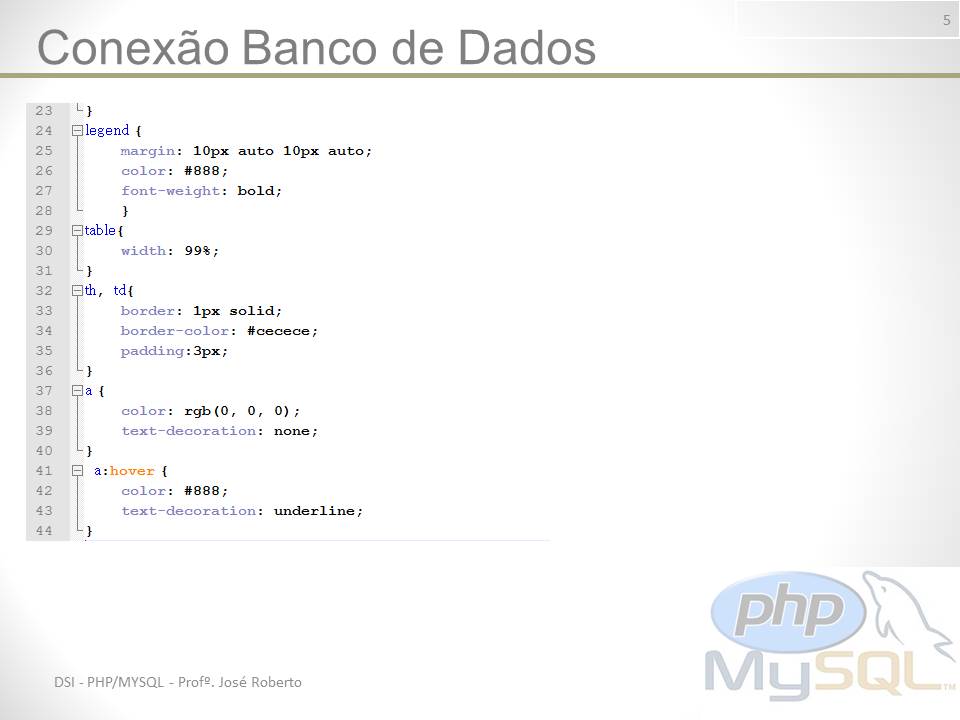 5
Conexão Banco de Dados
23 }
24 legend {
25 margin: 10px auto 10px auto;
26 color: #888;
27 font-weight: bold;
28 }
29 table{
30 width: 99%;
31 }
32 th, td{
33 border: 1px solid;
34 border-color: #cecece;
35 padding:3px;
36 }
37 a {
38 color: rgb(0, 0, 0);
39 text-decoration: none;
40 }
41 a:hover {
42 color: #888;
43 text-decoration: underline;
44 }
php
MySQL™
DSI - PHP/MYSQL - Profº. José Roberto